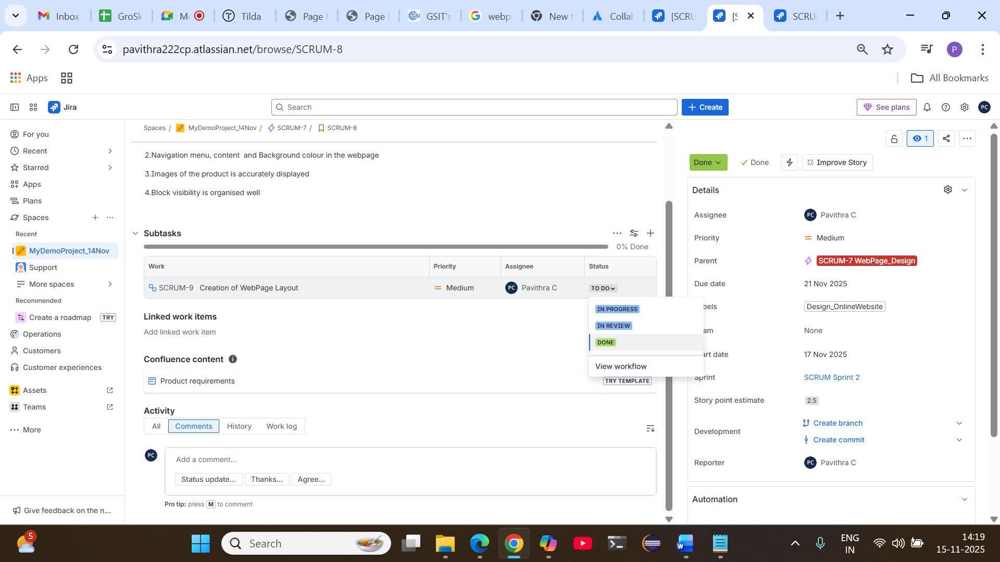 Inbox
GroSk
M
Tilda
Page N
Page N
GSIT's
webpa
New t
Collab
[SCRU
[S
SCRU
pavithra222cp.atlassian.net/browse/SCRUM-8
P
Apps
All Bookmarks
Jira
Search
Create
See plans
PC
For you
Recent
Starred
Apps
Plans
Spaces
Recent
MyDemoProject_14Nov
Support
More spaces
Recommended
Create a roadmap TRY
Operations
Customers
Customer experiences
Assets
Teams
More
Give feedback on the n...
Spaces / MyDemoProject_14Nov / SCRUM-7 / SCRUM-8
2.Navigation menu, content  and Background colour in the webpage
3.Images of the product is accurately displayed
4.Block visibility is organised well
Subtasks
0% Done
Work Priority Assignee Status
SCRUM-9 Creation of WebPage Layout Medium PC Pavithra C TO DO
IN PROGRESS
IN REVIEW
DONE
View workflow
Linked work items
Add linked work item
Confluence content
Product requirements
TRY TEMPLATE
Activity
All Comments History Work log
PC
Add a comment...
Status update... Thanks... Agree...
Pro tip: press M to comment
1
Done
Done
Improve Story
Details
Assignee PC Pavithra C
Priority Medium
Parent SCRUM-7 WebPage_Design
Due date 21 Nov 2025
bels Design_OnlineWebsite
am None
art date 17 Nov 2025
Sprint SCRUM Sprint 2
Story point estimate 2.5
Development
Create branch
Create commit
Reporter PC Pavithra C
Automation
5
Search
ENG
IN
14:19
15-11-2025